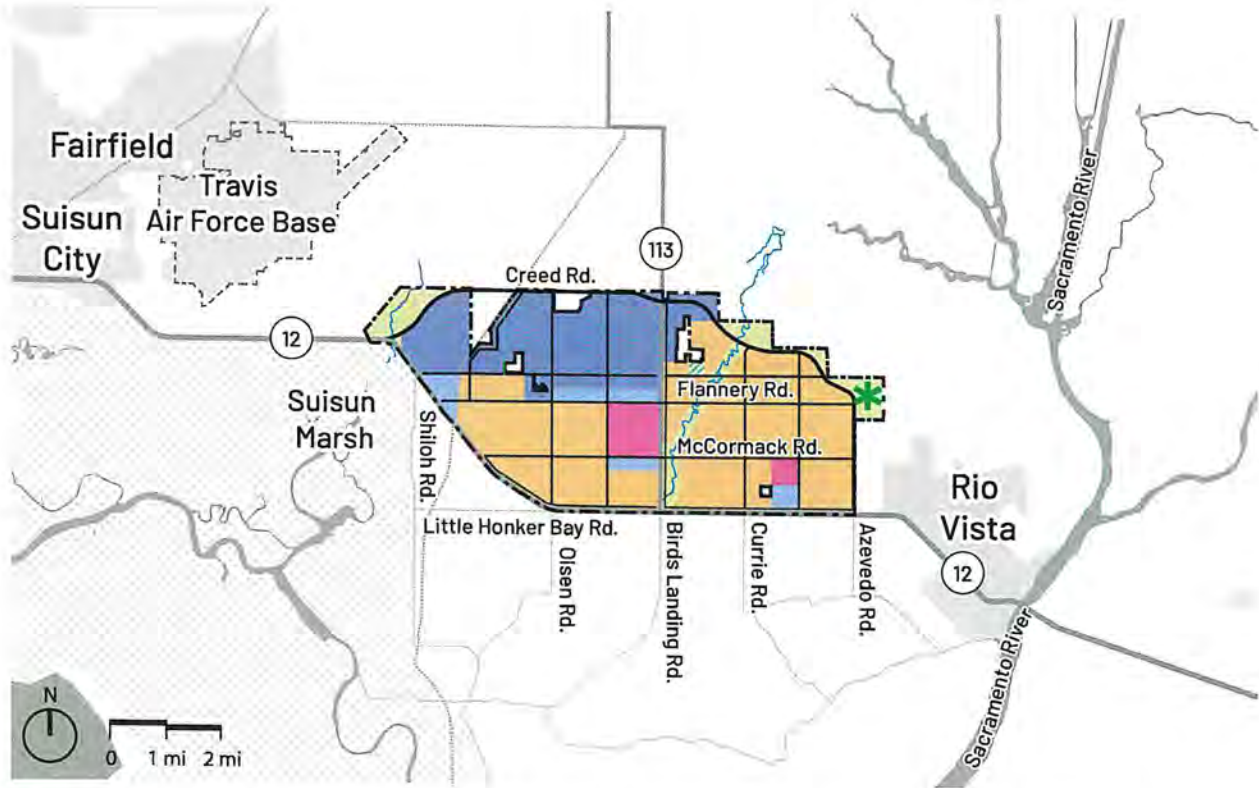 Fairfield
Travis
Air Force Base
Suisun
City
113
Creed Rd.
12
Sacramento River
Flannery Rd.
Suisun
Marsh
Shiloh Rd.
McCormack Rd.
Rio
Vista
Little Honker Bay Rd.
Olsen Rd.
Birds Landing Rd.
Currie Rd.
Azevedo Rd.
12
Sacramento River
N
0 1 mi 2 mi